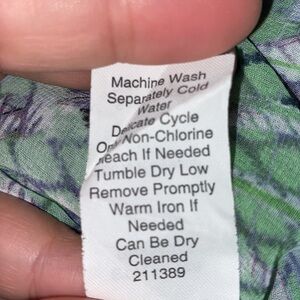 Machine Wash
Separately Cold
Water
Delicate Cycle
Only Non-Chlorine
Bleach If Needed
Tumble Dry Low
Remove Promptly
Warm Iron If
Needed
Can Be Dry
Cleaned
211389